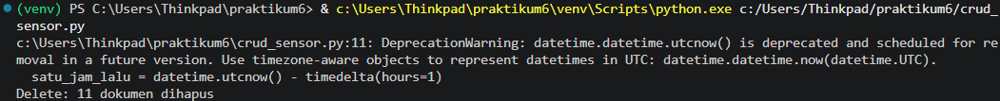 (venv) PS C:\Users\Thinkpad\praktikum6> & c:\Users\Thinkpad\praktikum6\venv\Scripts\python.exe c:/Users/Thinkpad/praktikum6/crud_
sensor.py
c:\Users\Thinkpad\praktikum6\crud_sensor.py:11: DeprecationWarning: datetime.datetime.utcnow() is deprecated and scheduled for re
moval in a future version. Use timezone-aware objects to represent datetimes in UTC: datetime.datetime.now(datetime.UTC).
  satu_jam_lalu = datetime.utcnow() - timedelta(hours=1)
Delete: 11 dokumen dihapus